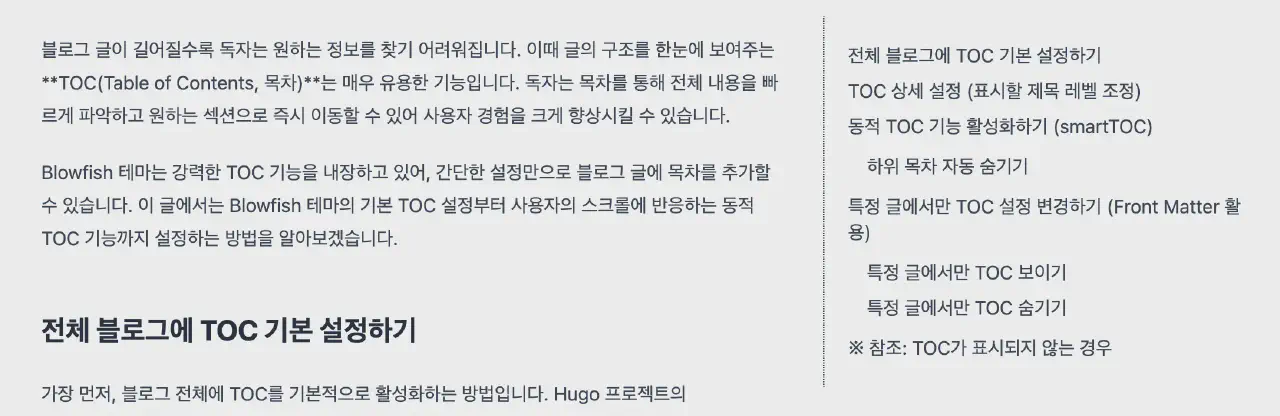 블로그 글이 길어질수록 독자는 원하는 정보를 찾기 어려워집니다. 이때 글의 구조를 한눈에 보여주는
**TOC(Table of Contents, 목차)**는 매우 유용한 기능입니다. 독자는 목차를 통해 전체 내용을 빠
르게 파악하고 원하는 섹션으로 즉시 이동할 수 있어 사용자 경험을 크게 향상시킬 수 있습니다.
Blowfish 테마는 강력한 TOC 기능을 내장하고 있어, 간단한 설정만으로 블로그 글에 목차를 추가할
수 있습니다. 이 글에서는 Blowfish 테마의 기본 TOC 설정부터 사용자의 스크롤에 반응하는 동적
TOC 기능까지 설정하는 방법을 알아보겠습니다.
전체 블로그에 TOC 기본 설정하기
가장 먼저, 블로그 전체에 TOC를 기본적으로 활성화하는 방법입니다. Hugo 프로젝트의
전체 블로그에 TOC 기본 설정하기
TOC 상세 설정 (표시할 제목 레벨 조정)
동적 TOC 기능 활성화하기 (smartTOC)
하위 목차 자동 숨기기
특정 글에서만 TOC 설정 변경하기 (Front Matter 활
용)
특정 글에서만 TOC 보이기
특정 글에서만 TOC 숨기기
※ 참조: TOC가 표시되지 않는 경우